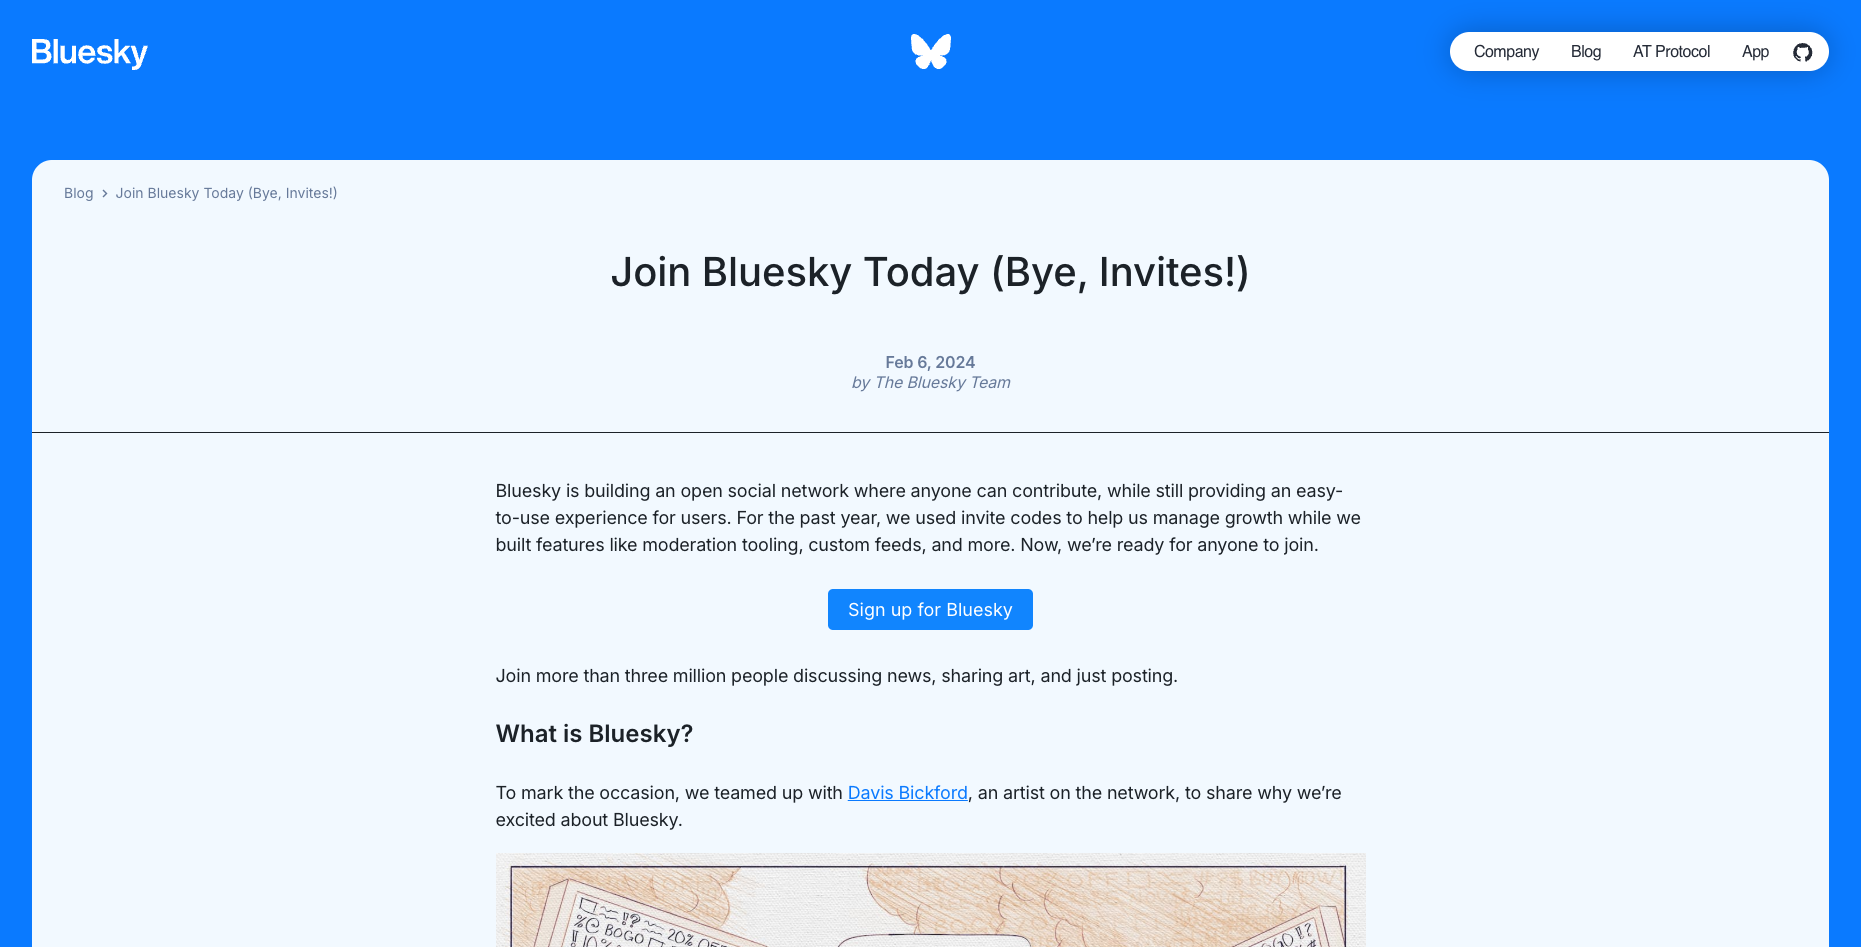 Bluesky
Company Blog AT Protocol App
Blog > Join Bluesky Today (Bye, Invites!)
Join Bluesky Today (Bye, Invites!)
Feb 6, 2024
by The Bluesky Team
Bluesky is building an open social network where anyone can contribute, while still providing an easy-
to-use experience for users. For the past year, we used invite codes to help us manage growth while we
built features like moderation tooling, custom feeds, and more. Now, we’re ready for anyone to join.
Sign up for Bluesky
Join more than three million people discussing news, sharing art, and just posting.
What is Bluesky?
To mark the occasion, we teamed up with Davis Bickford, an artist on the network, to share why we’re
excited about Bluesky.
!? 20% OFF
%@ BOGO